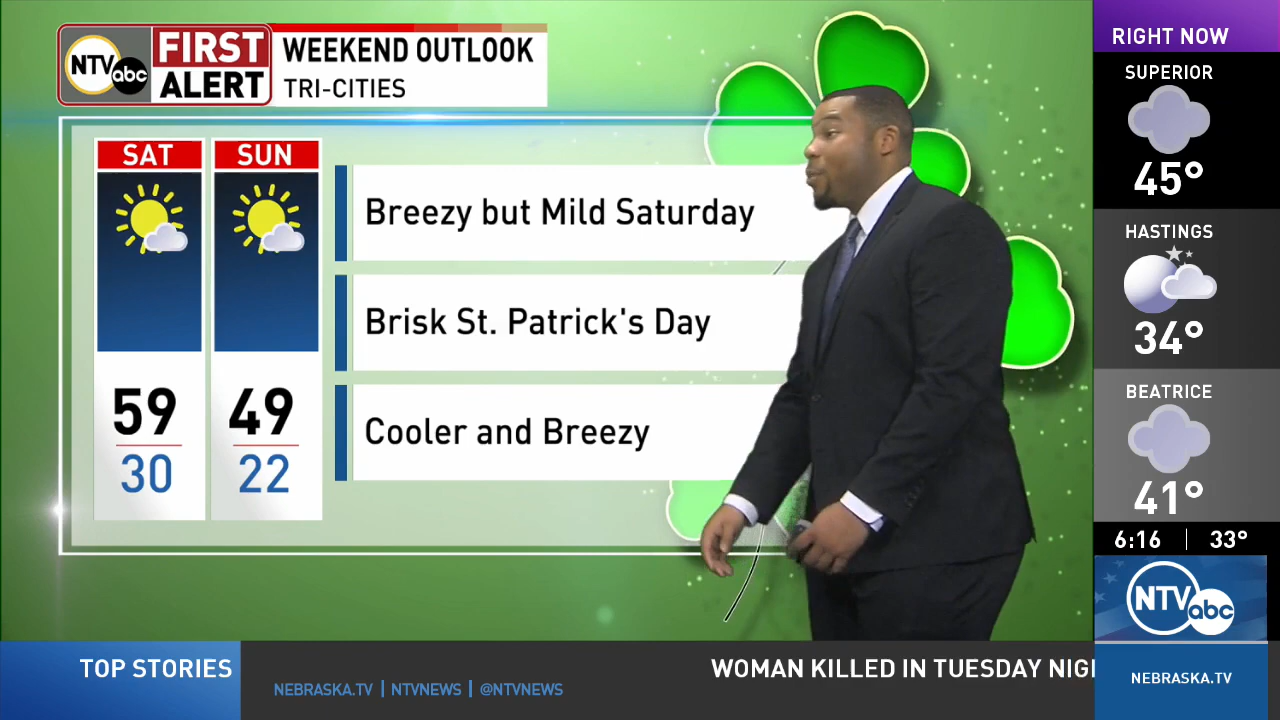 NTV abc
FIRST
ALERT
WEEKEND OUTLOOK
TRI-CITIES
SAT
SUN
59
30
49
22
Breezy but Mild Saturday
Brisk St. Patrick's Day
Cooler and Breezy
RIGHT NOW
SUPERIOR
45°
HASTINGS
34°
BEATRICE
41°
6:16 | 33°
NTV abc
NEBRASKA.TV
TOP STORIES
WOMAN KILLED IN TUESDAY
NEBRASKA.TV | NTVNEWS | @NTVNEWS